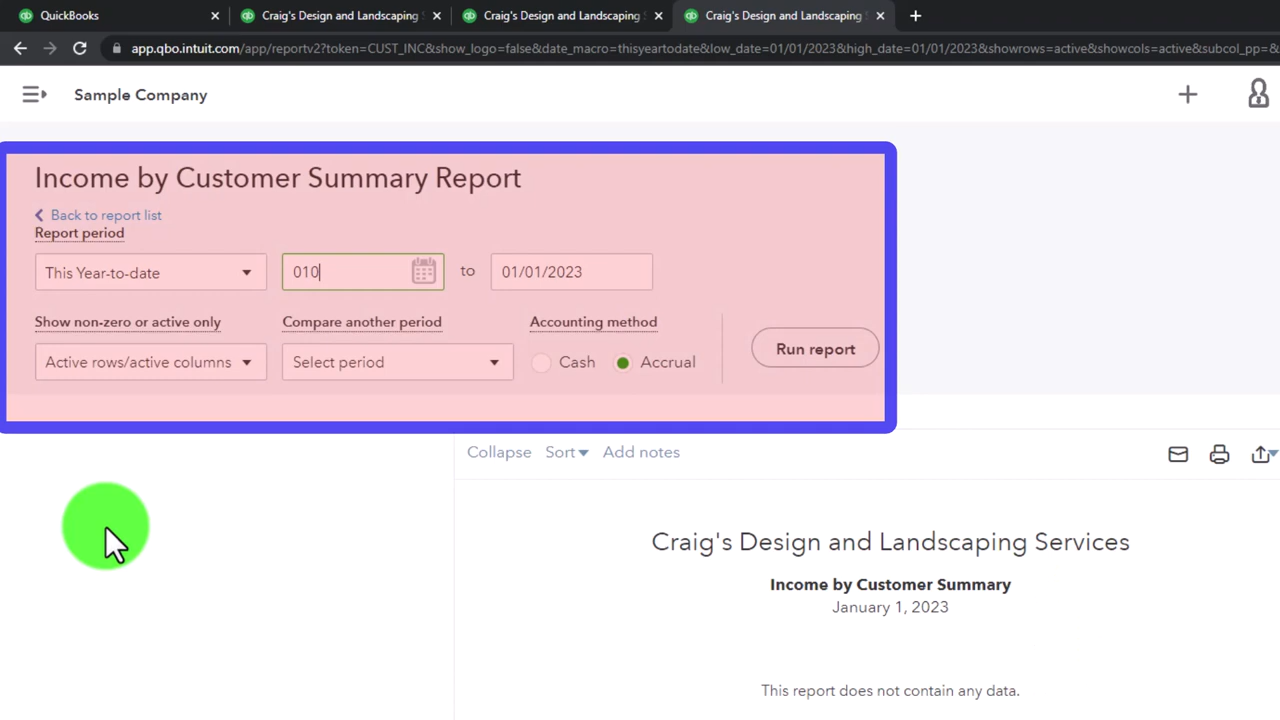 QuickBooks
Craig's Design and Landscaping
Craig's Design and Landscaping
Craig's Design and Landscaping
app.qbo.intuit.com/app/reportv2?token=CUST_INC&show_logo=false&date_macro=thisyeartodate&low_date=01/01/2023&high_date=01/01/2023&showrows=active&showcols=active&subcol_pp=&
Sample Company
Income by Customer Summary Report
Back to report list
Report period
This Year-to-date 010 to 01/01/2023
Show non-zero or active only Compare another period Accounting method
Active rows/active columns Select period Cash Accrual Run report
Collapse Sort Add notes
Craig's Design and Landscaping Services
Income by Customer Summary
January 1, 2023
This report does not contain any data.